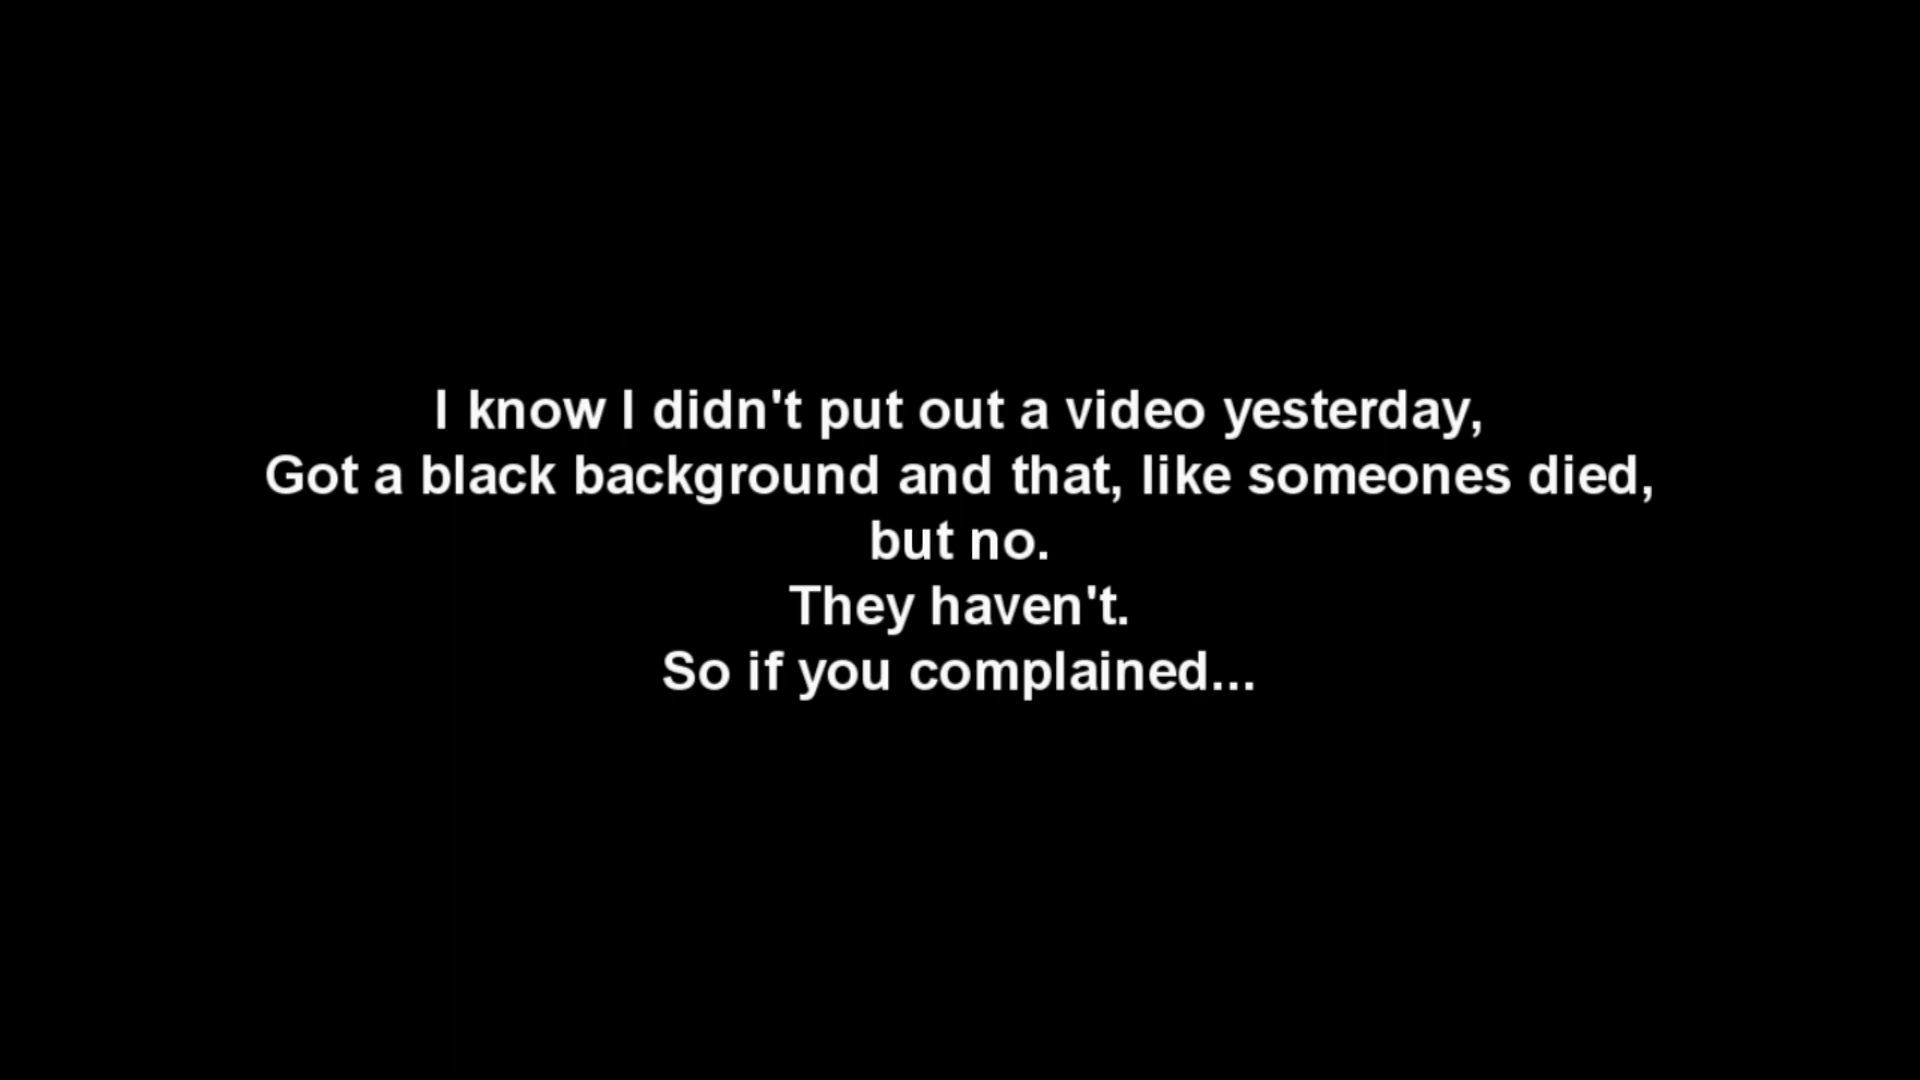 I know I didn't put out a video yesterday,
Got a black background and that, like someones died,
but no.
They haven't.
So if you complained...